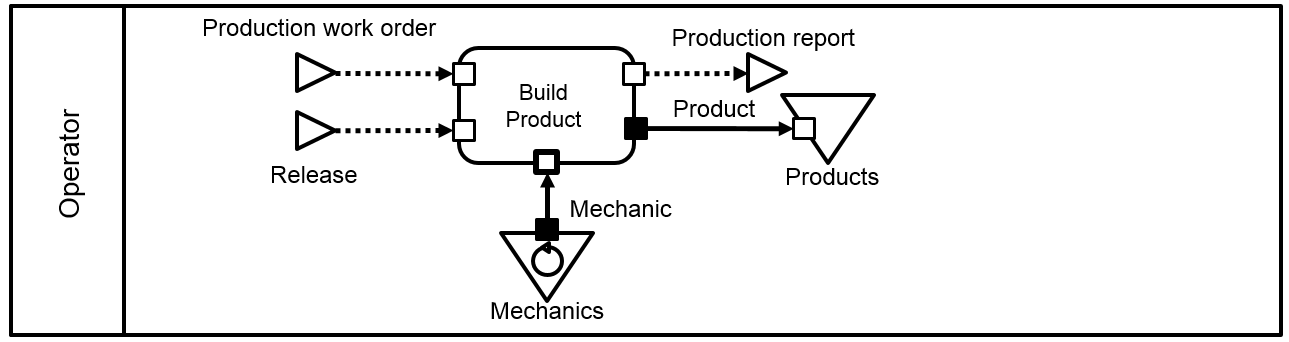 Production work order
Production report
Build
Product
Product
Operator
Release
Products
Mechanic
Mechanics